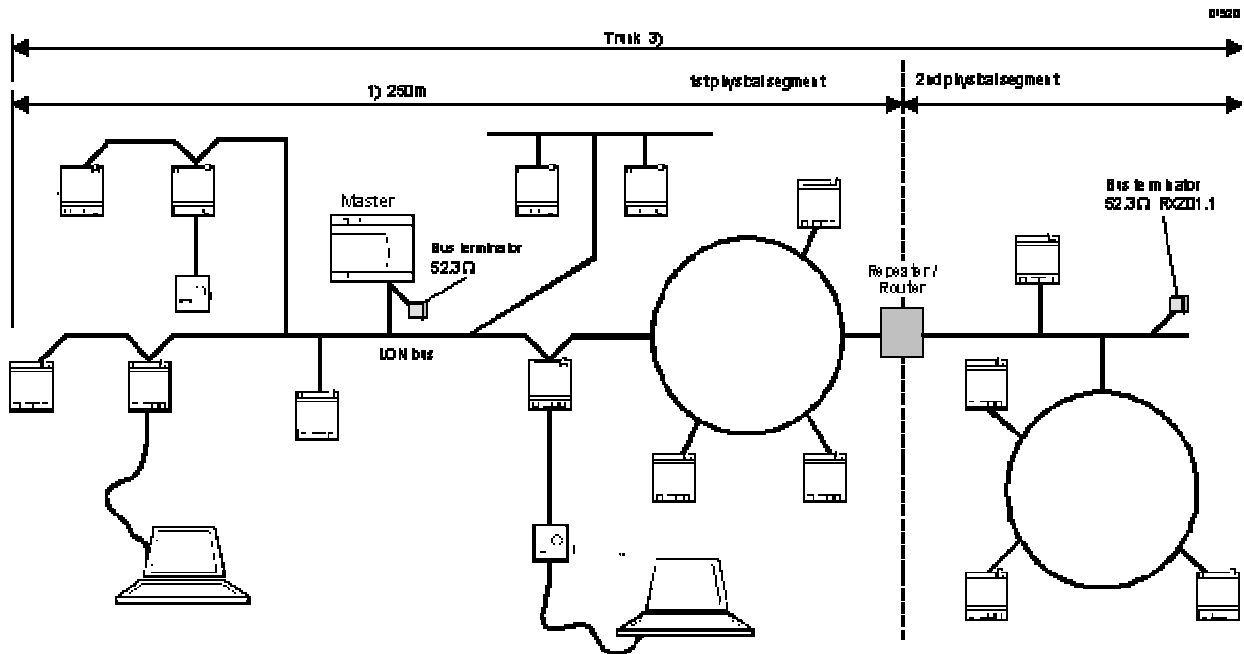 Trunk 3)
1) 250m
1st physical segment
2nd physical segment
Master
Bus terminator
52.3Ω
Bus terminator
52.3Ω RXZ01.1
Repeater /
Router
LON bus